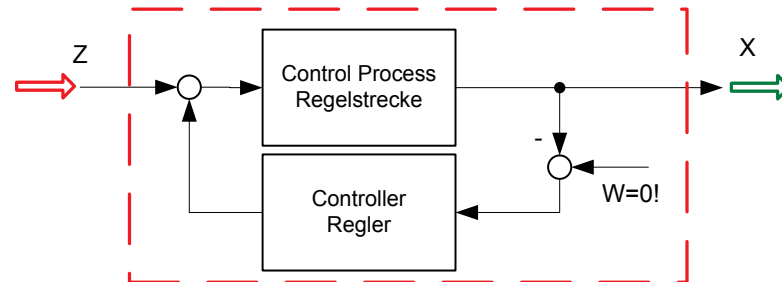 Z
X
Control Process
Regelstrecke
-
W=0!
Controller
Regler